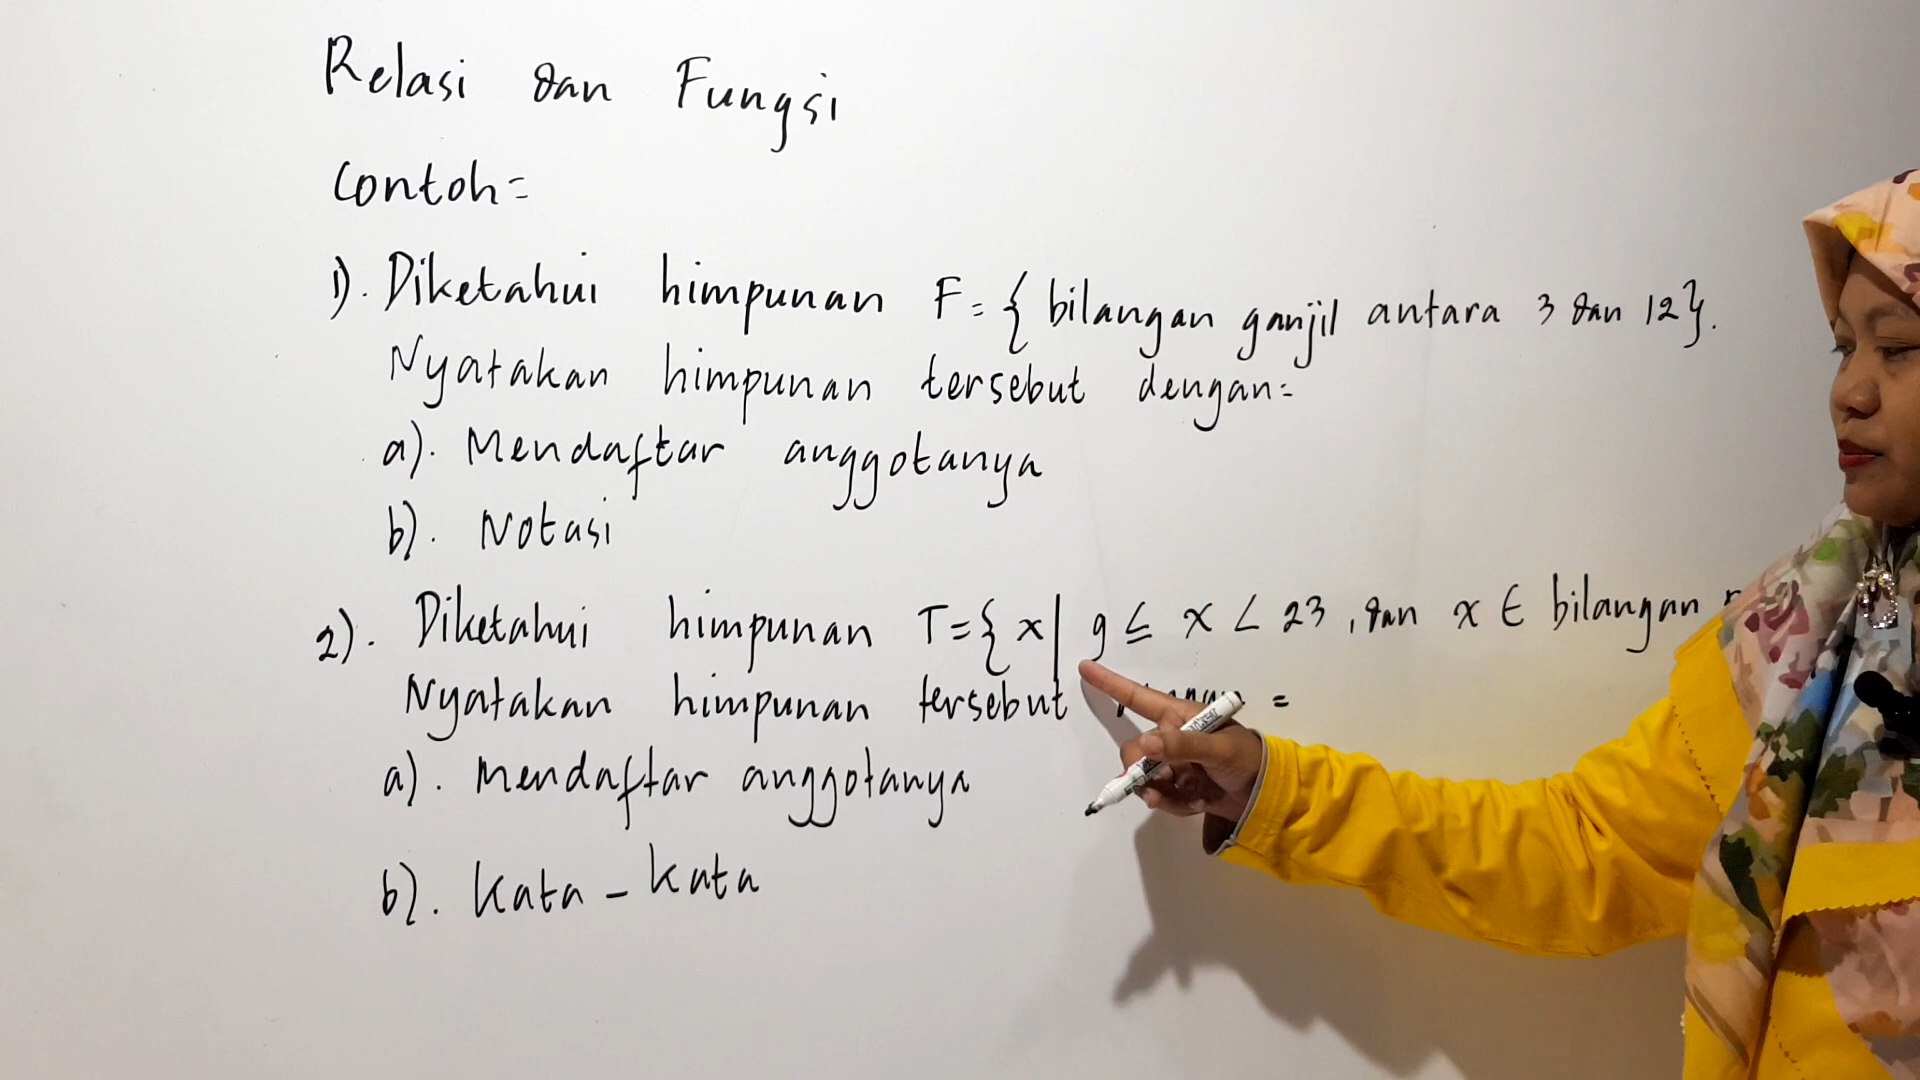 Relasi dan Fungsi
Contoh=
1). Diketahui himpunan F={bilangan ganjil antara 3 dan 12}.
Nyatakan himpunan tersebut dengan=
a). Mendaftar anggotanya
b). Notasi
2). Diketahui himpunan T={x| 9 ≤ x < 23, dan x ∈ bilangan
Nyatakan himpunan tersebut =
a). Mendaftar anggotanya
b). Kata-kata